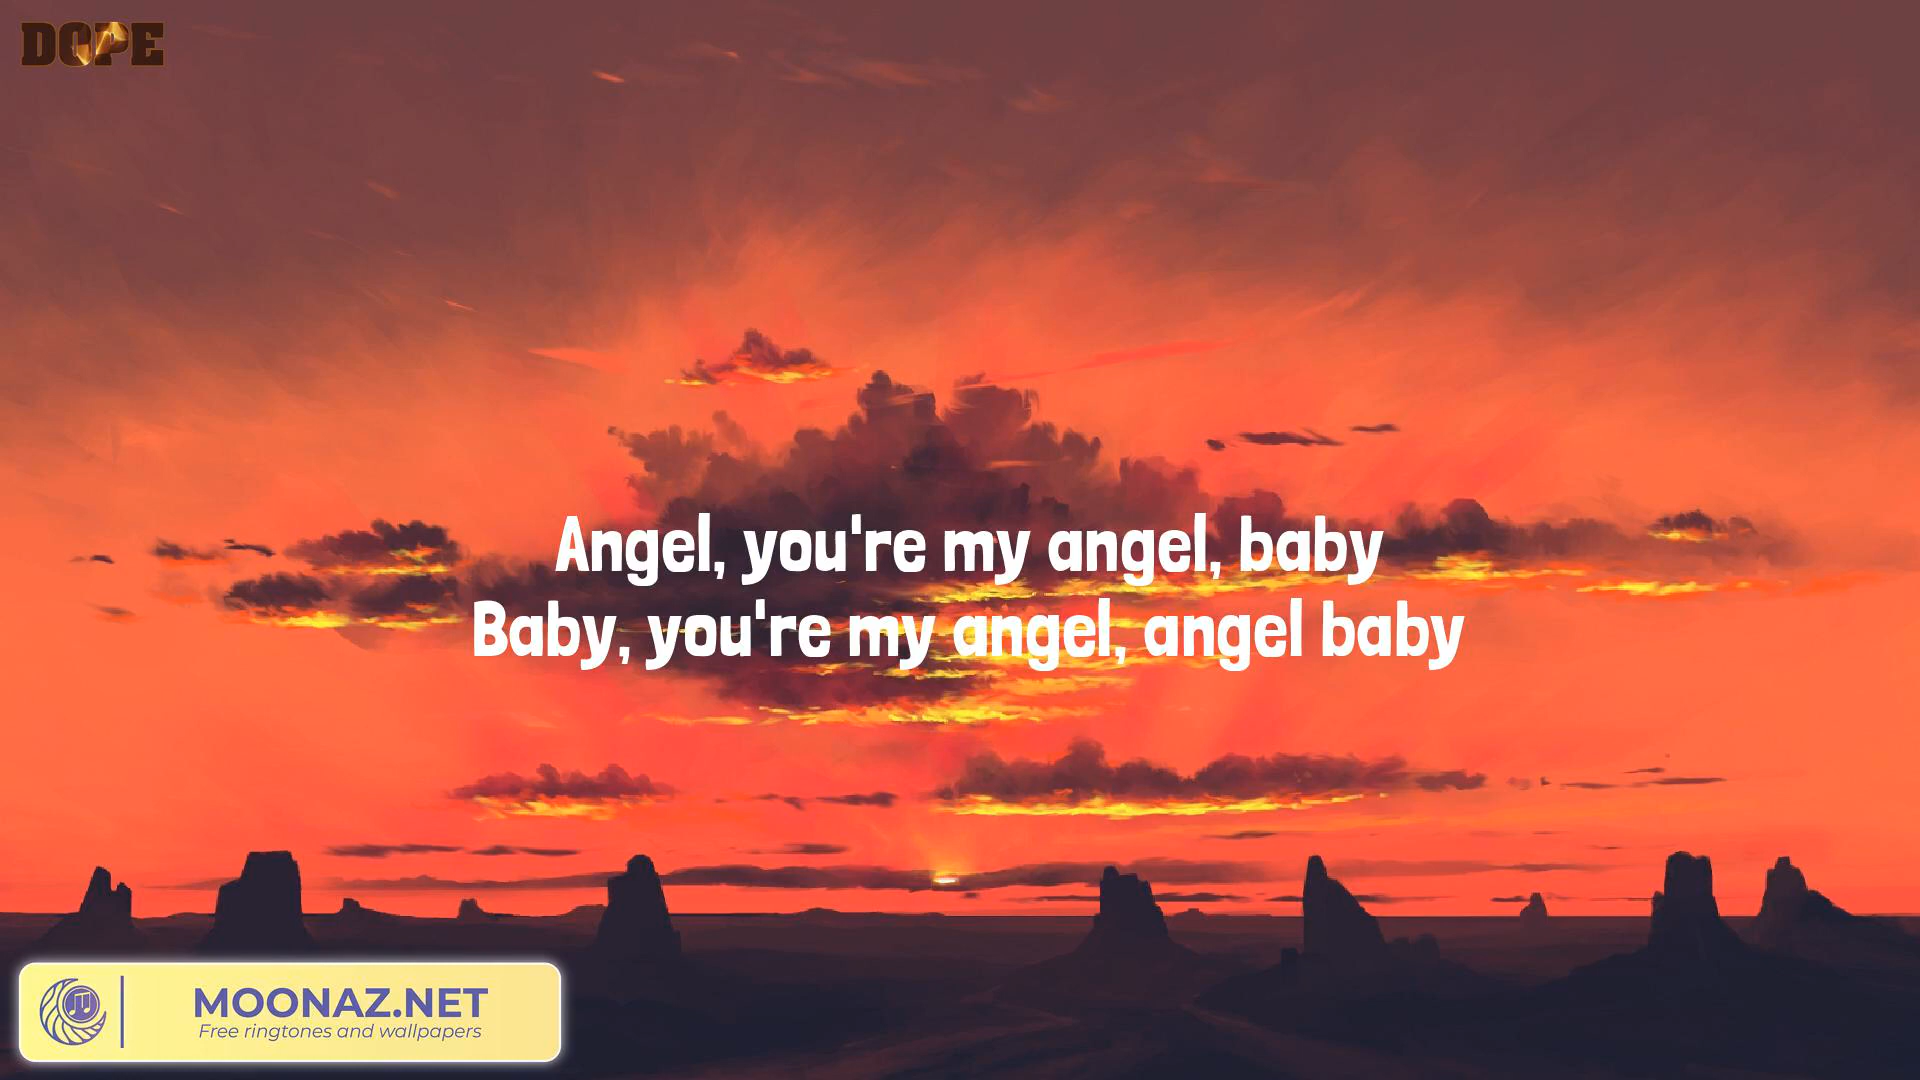 DOPE
Angel, you're my angel, baby
Baby, you're my angel, angel baby
MOONAZ.NET
Free ringtones and wallpapers